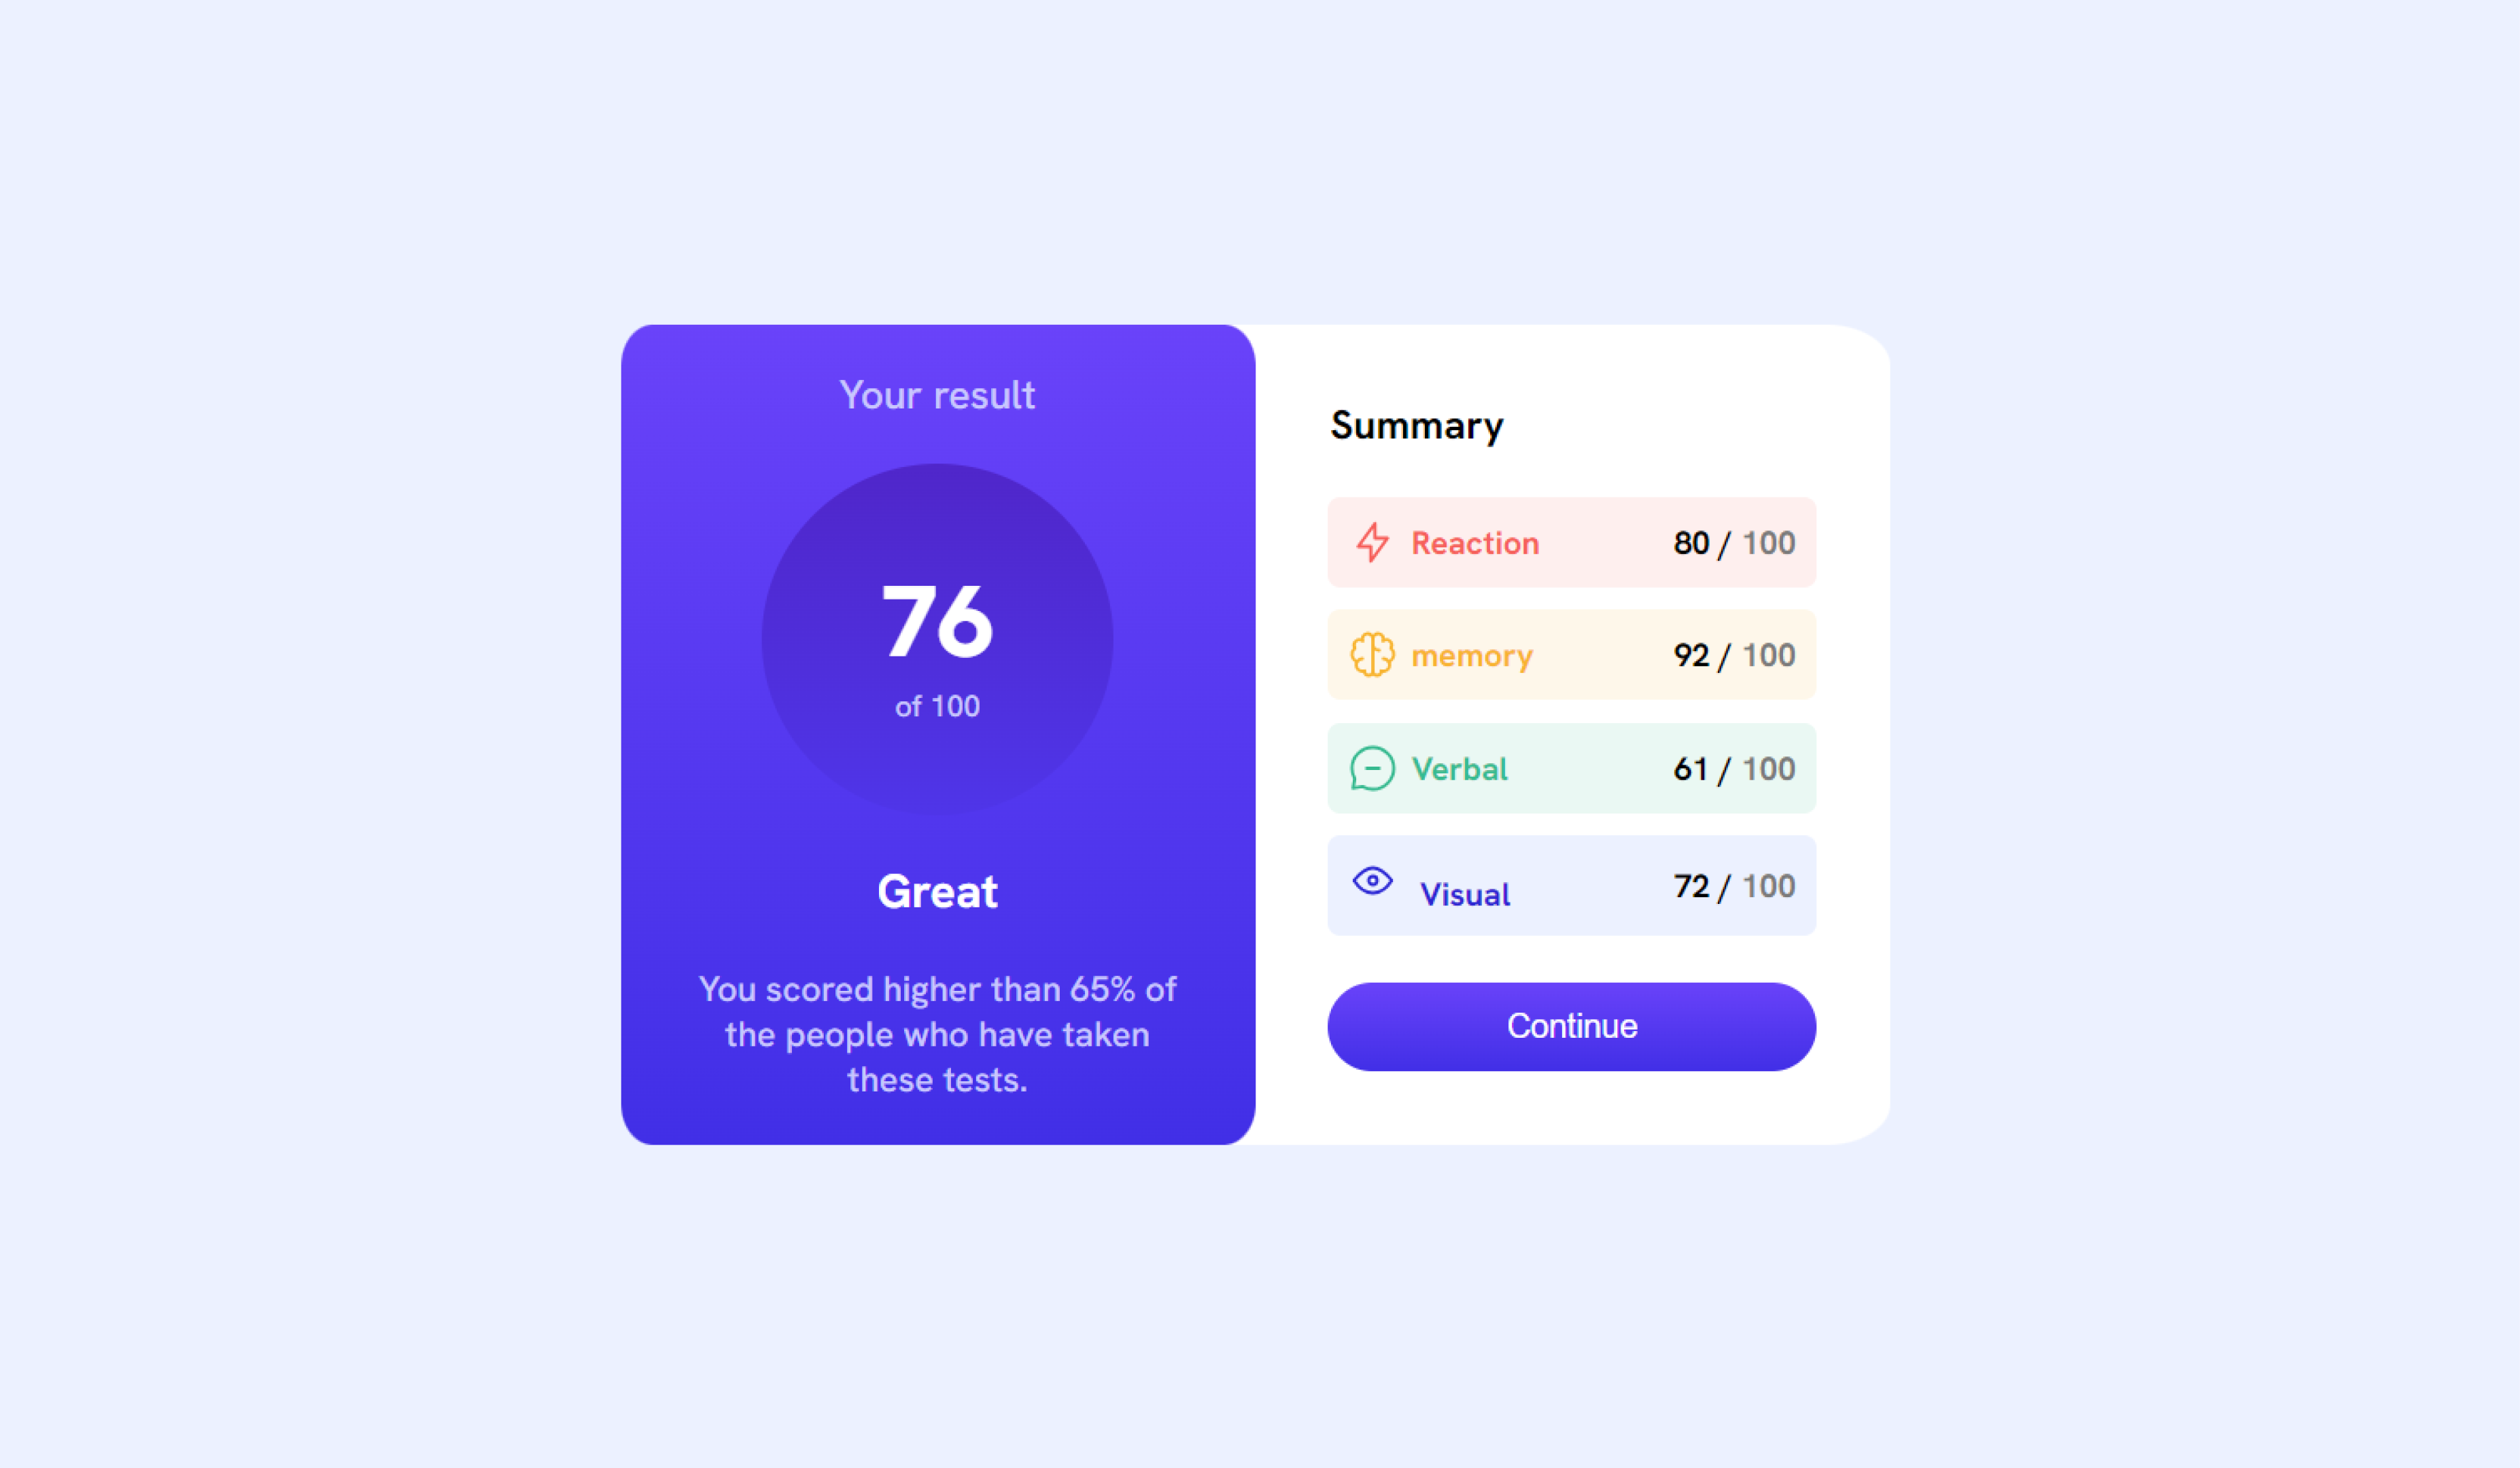 Your result
76
of 100
Great
You scored higher than 65% of
the people who have taken
these tests.
Summary
Reaction 80 / 100
memory 92 / 100
Verbal 61 / 100
Visual 72 / 100
Continue